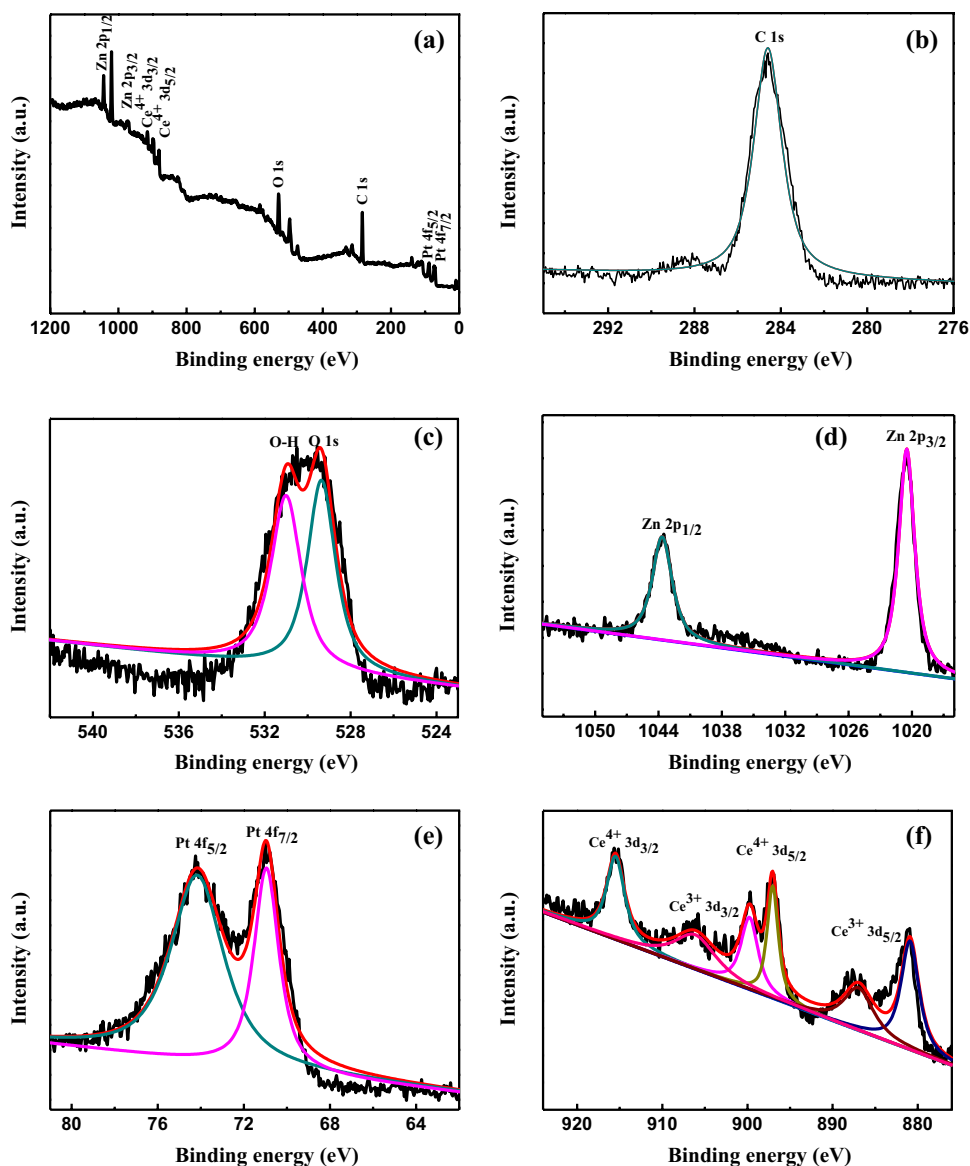 (a)
Zn 2p1/2
Zn 2p3/2
Ce4+ 3d3/2
Ce4+ 3d5/2
O 1s
C 1s
Pt 4f5/2
Pt 4f7/2
Intensity (a.u.)
1200 1000 800 600 400 200 0
Binding energy (eV)
(b)
C 1s
Intensity (a.u.)
292 288 284 280 276
Binding energy (eV)
(c)
O-H O 1s
Intensity (a.u.)
540 536 532 528 524
Binding energy (eV)
(d)
Zn 2p3/2
Zn 2p1/2
Intensity (a.u.)
1050 1044 1038 1032 1026 1020
Binding energy (eV)
(e)
Pt 4f5/2 Pt 4f7/2
Intensity (a.u.)
80 76 72 68 64
Binding energy (eV)
(f)
Ce4+ 3d3/2
Ce4+ 3d5/2
Ce3+ 3d3/2
Ce3+ 3d5/2
Intensity (a.u.)
920 910 900 890 880
Binding energy (eV)